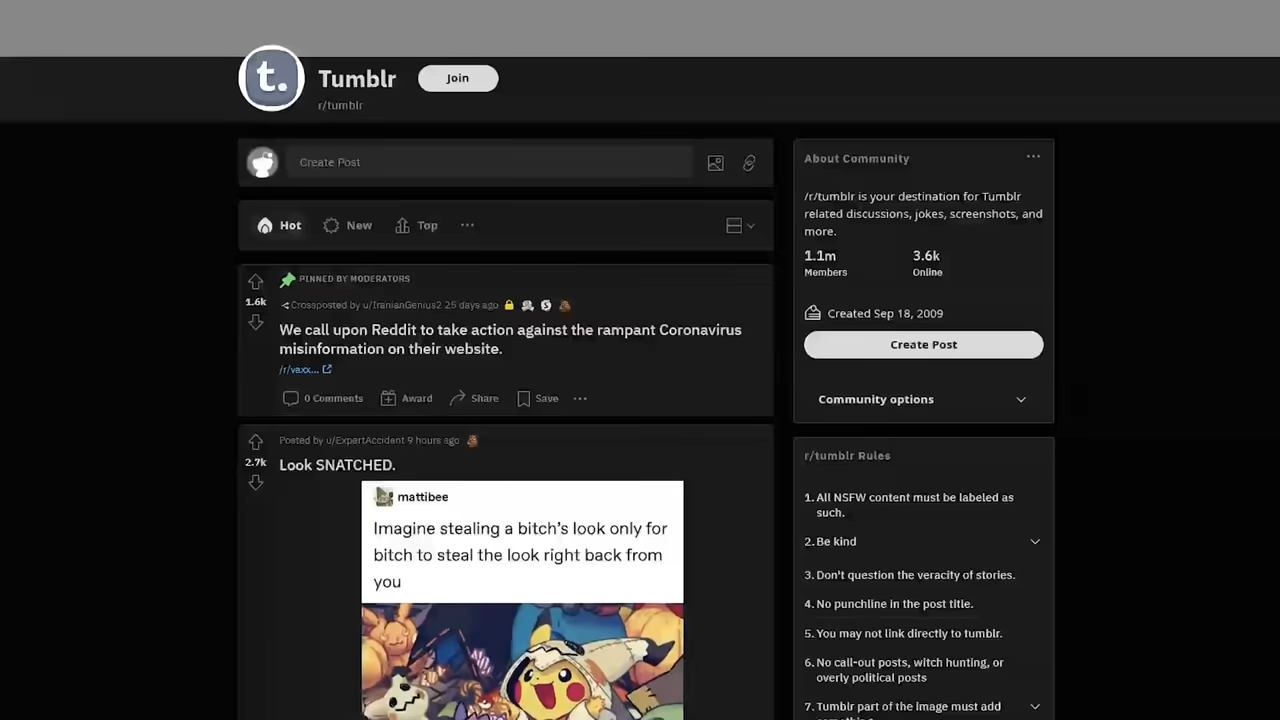 t.
Tumblr
Join
r/tumblr
Create Post
Hot
New
Top
PINNED BY MODERATORS
1.6k
Crossposted by u/IranianGenius2 25 days ago
We call upon Reddit to take action against the rampant Coronavirus
misinformation on their website.
/r/vaxx...
0 Comments
Award
Share
Save
Posted by u/ExpertAccident 9 hours ago
2.7k
Look SNATCHED.
mattibee
Imagine stealing a bitch's look only for
bitch to steal the look right back from
you
About Community
/r/tumblr is your destination for Tumblr
related discussions, jokes, screenshots, and
more.
1.1m
3.6k
Members
Online
Created Sep 18, 2009
Create Post
Community options
r/tumblr Rules
1. All NSFW content must be labeled as
such.
2. Be kind
3. Don't question the veracity of stories.
4. No punchline in the post title.
5. You may not link directly to tumblr.
6. No call-out posts, witch hunting, or
overly political posts
7. Tumblr part of the image must add